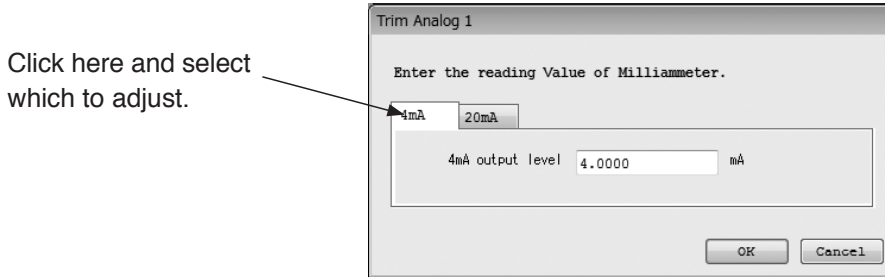 Trim Analog 1
Click here and select
which to adjust.
Enter the reading Value of Milliammeter.
4mA 20mA
4mA output level 4.0000 mA
OK Cancel